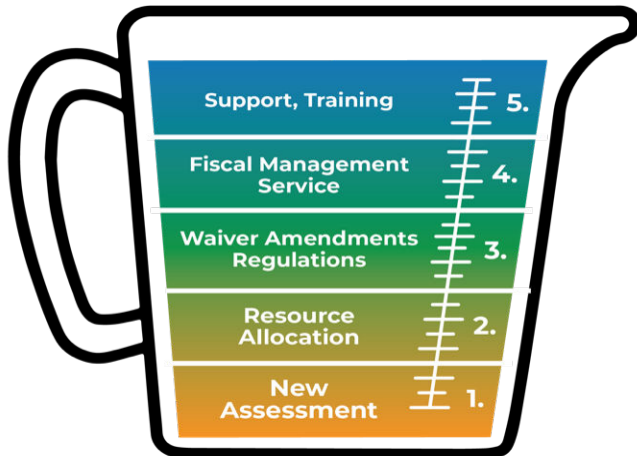 Support, Training 5.
Fiscal Management
Service 4.
Waiver Amendments
Regulations 3.
Resource
Allocation 2.
New
Assessment 1.